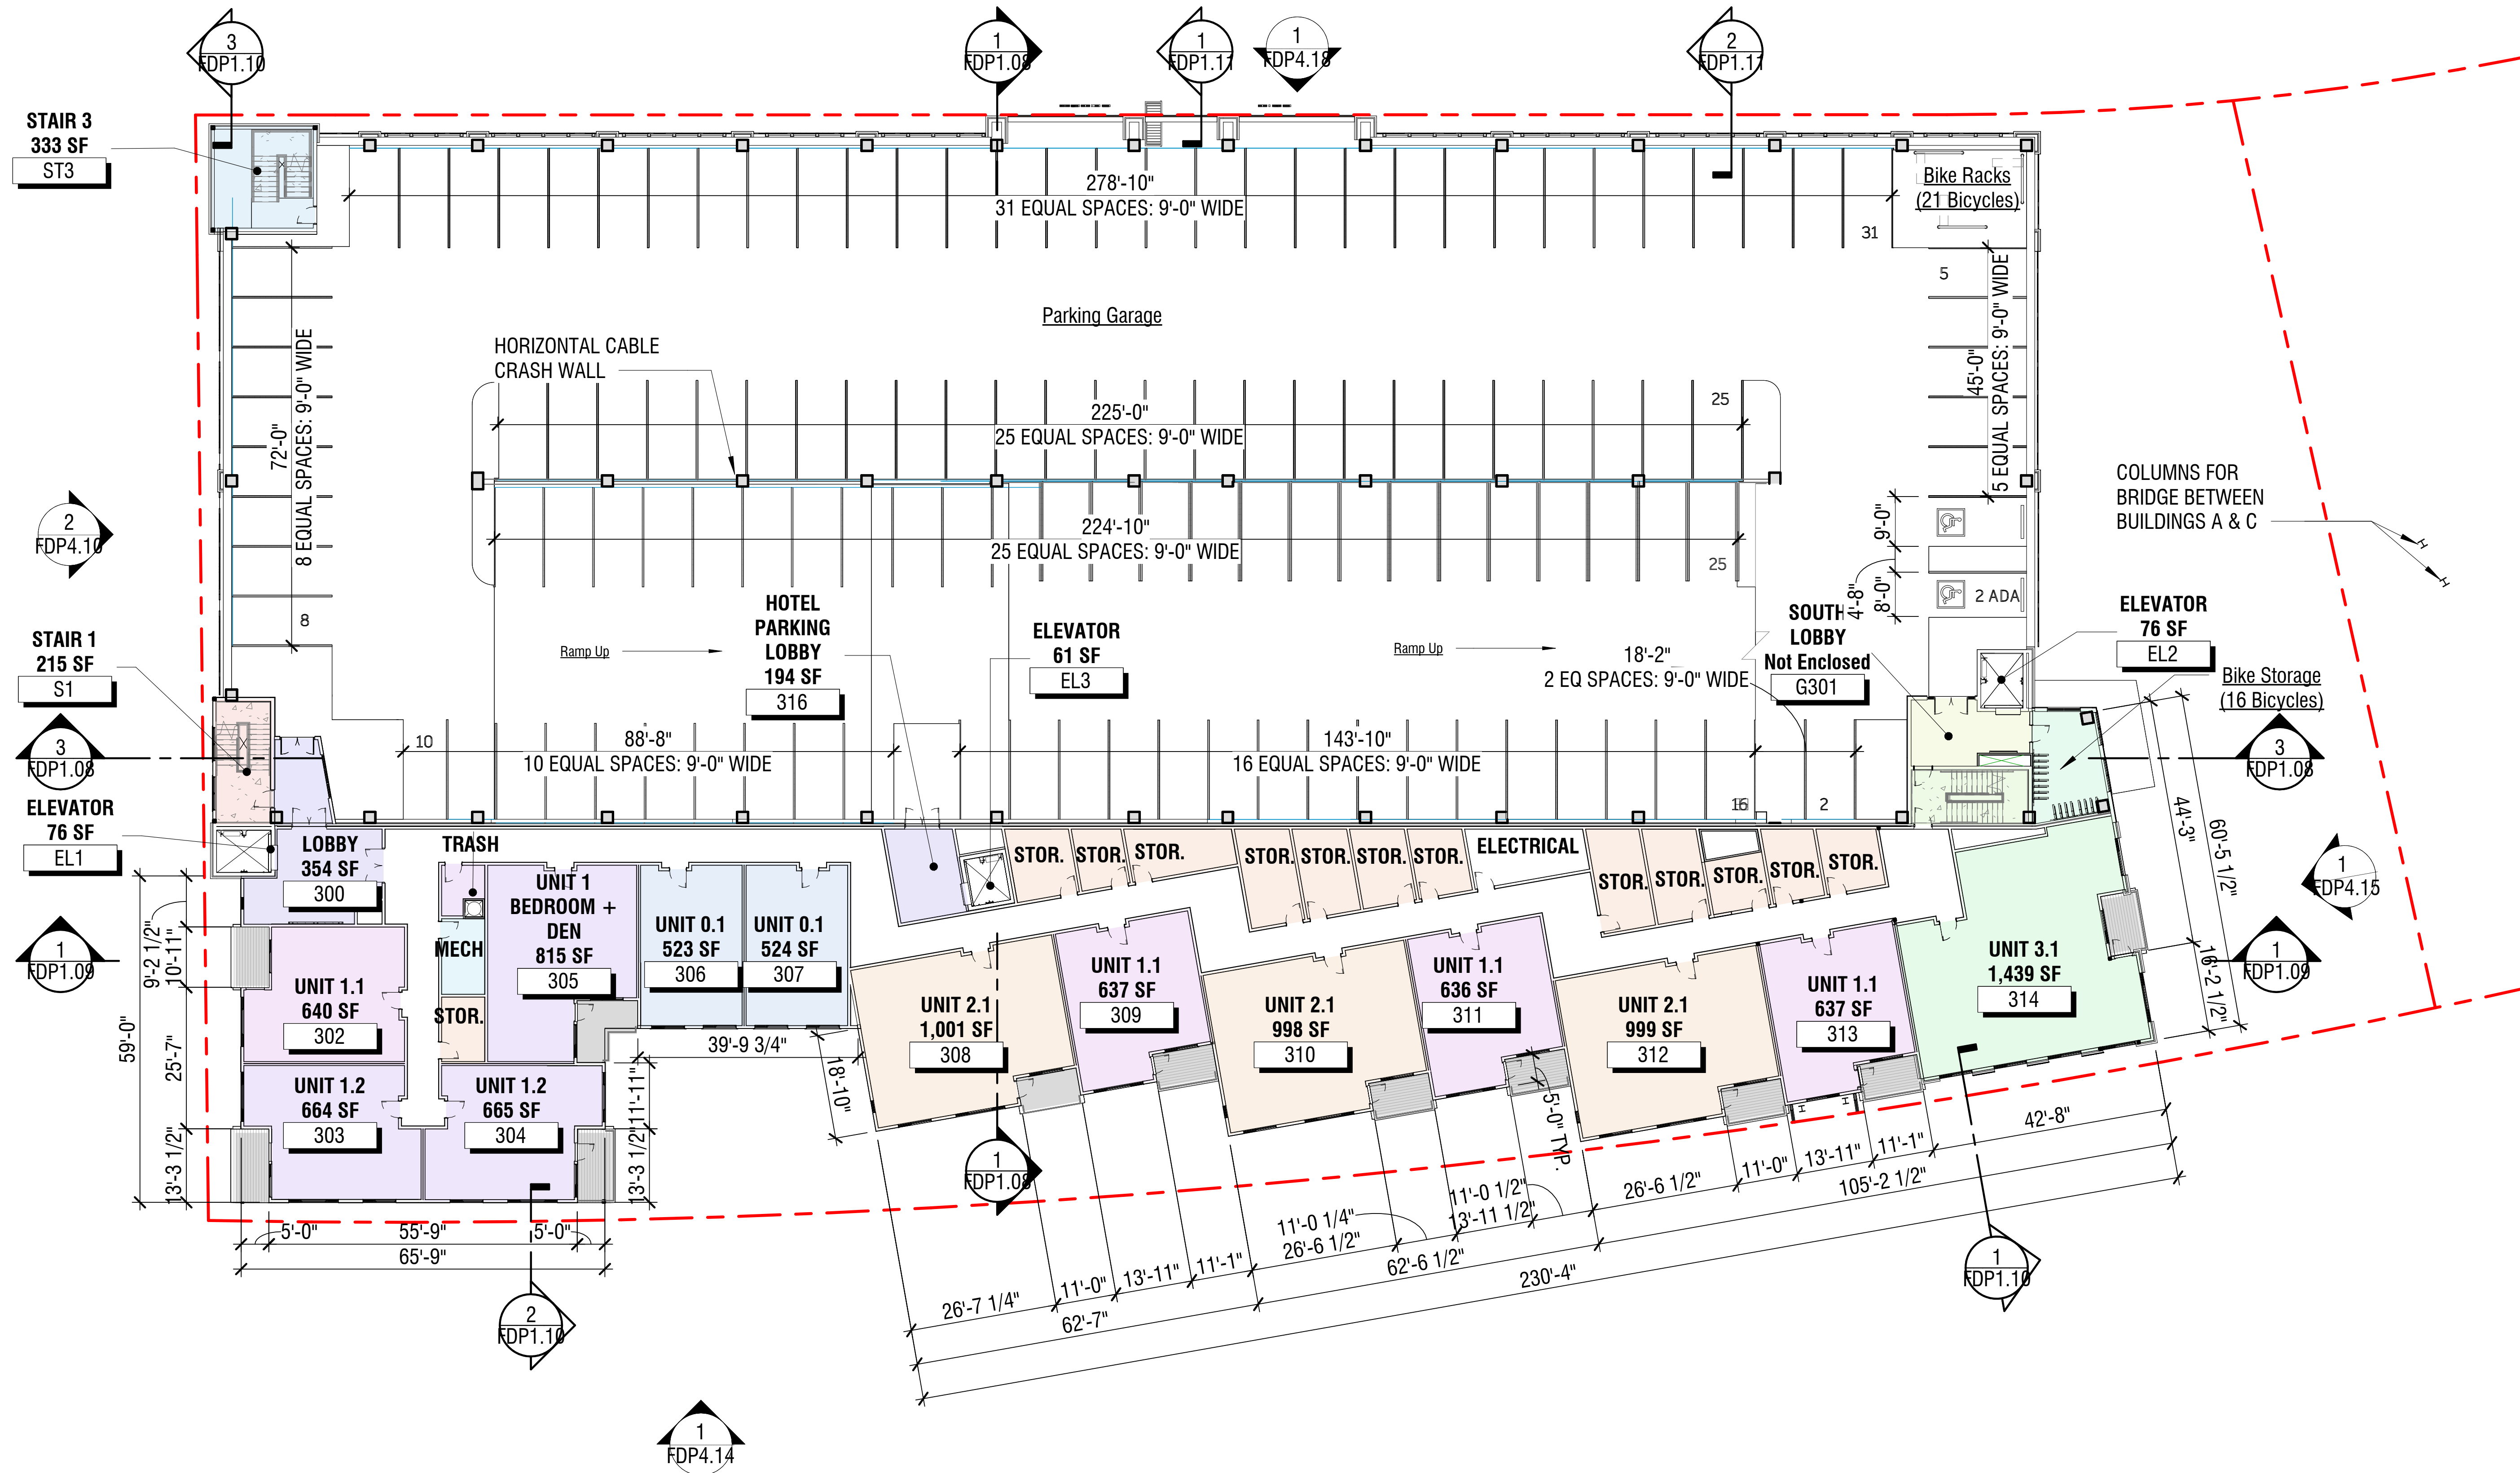 3
FDP1.10
1
FDP1.08
1
FDP1.11
1
FDP4.18
2
FDP1.11
STAIR 3
333 SF
ST3
278'-10"
31 EQUAL SPACES: 9'-0" WIDE
Bike Racks
(21 Bicycles)
31
5
45'-0"
5 EQUAL SPACES: 9'-0" WIDE
Parking Garage
HORIZONTAL CABLE
CRASH WALL
72'-0"
8 EQUAL SPACES: 9'-0" WIDE
8
225'-0"
25 EQUAL SPACES: 9'-0" WIDE
25
224'-10"
25 EQUAL SPACES: 9'-0" WIDE
25
COLUMNS FOR
BRIDGE BETWEEN
BUILDINGS A & C
9'-0"
4'-8"
8'-0"
2 ADA
2
FDP4.10
HOTEL
PARKING
LOBBY
194 SF
316
ELEVATOR
61 SF
EL3
Ramp Up
Ramp Up
SOUTH
LOBBY
Not Enclosed
G301
18'-2"
2 EQ SPACES: 9'-0" WIDE
ELEVATOR
76 SF
EL2
Bike Storage
(16 Bicycles)
STAIR 1
215 SF
S1
3
FDP1.08
10
88'-8"
10 EQUAL SPACES: 9'-0" WIDE
143'-10"
16 EQUAL SPACES: 9'-0" WIDE
16
2
3
FDP1.08
ELEVATOR
76 SF
EL1
LOBBY
354 SF
300
TRASH
MECH
STOR.
UNIT 1
BEDROOM +
DEN
815 SF
305
UNIT 0.1
523 SF
306
UNIT 0.1
524 SF
307
STOR.
STOR.
STOR.
STOR.
STOR.
STOR.
STOR.
ELECTRICAL
STOR.
STOR.
STOR.
STOR.
STOR.
44'-3"
60'-5 1/2"
16'-2 1/2"
1
FDP4.15
1
FDP1.09
1
FDP1.09
9'-2 1/2"
10'-11"
59'-0"
25'-7"
13'-3 1/2"
UNIT 1.1
640 SF
302
UNIT 1.2
664 SF
303
UNIT 1.2
665 SF
304
39'-9 3/4"
11'-11"
13'-3 1/2"
18'-10"
UNIT 2.1
1,001 SF
308
UNIT 1.1
637 SF
309
UNIT 2.1
998 SF
310
UNIT 1.1
636 SF
311
UNIT 2.1
999 SF
312
UNIT 1.1
637 SF
313
UNIT 3.1
1,439 SF
314
5'-0" TYP.
5'-0"
55'-9"
5'-0"
65'-9"
1
FDP1.08
2
FDP1.10
1
FDP1.10
26'-7 1/4"
11'-0"
13'-11"
11'-1"
11'-0 1/4"
26'-6 1/2"
11'-0 1/2"
13'-11 1/2"
26'-6 1/2"
11'-0"
13'-11"
11'-1"
42'-8"
62'-7"
62'-6 1/2"
105'-2 1/2"
230'-4"
1
FDP4.14